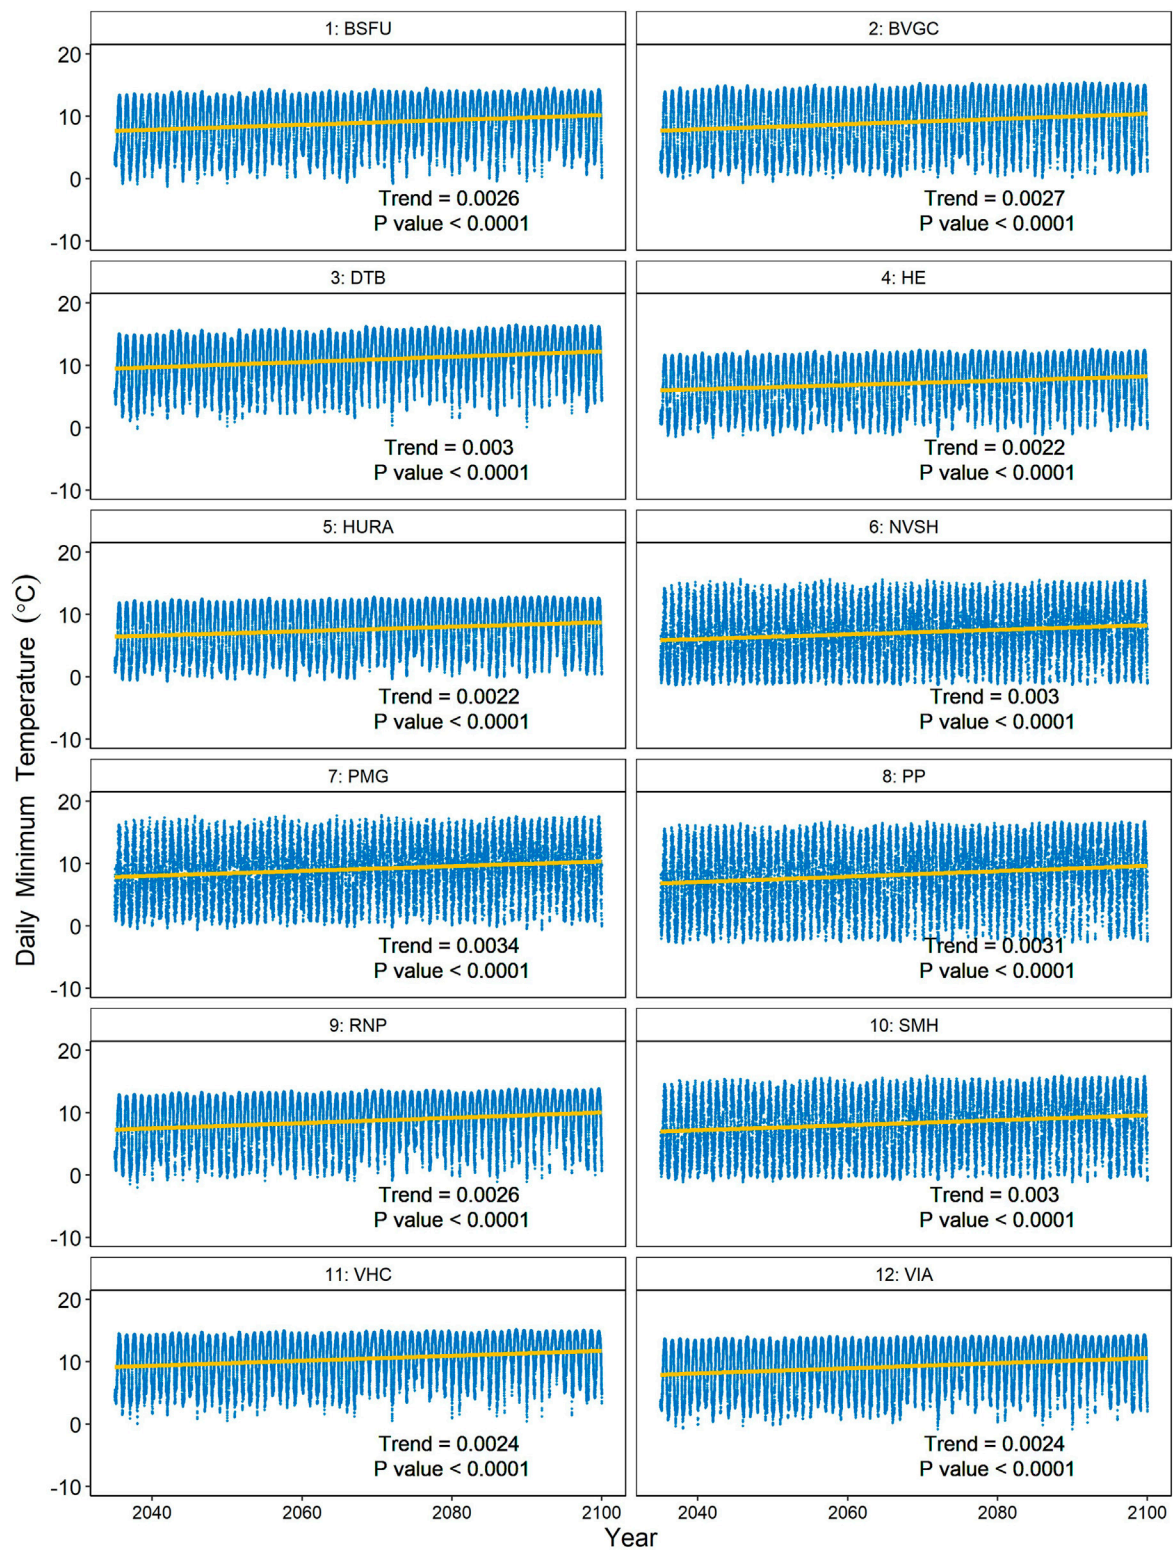 1: BSFU
2: BVGC
20
10
0
-10
Trend = 0.0026
P value < 0.0001
Trend = 0.0027
P value < 0.0001
3: DTB
4: HE
20
10
0
-10
Trend = 0.003
P value < 0.0001
Trend = 0.0022
P value < 0.0001
5: HURA
6: NVSH
20
10
0
-10
Trend = 0.0022
P value < 0.0001
Trend = 0.003
P value < 0.0001
7: PMG
8: PP
20
10
0
-10
Trend = 0.0034
P value < 0.0001
Trend = 0.0031
P value < 0.0001
9: RNP
10: SMH
20
10
0
-10
Trend = 0.0026
P value < 0.0001
Trend = 0.003
P value < 0.0001
11: VHC
12: VIA
20
10
0
-10
Trend = 0.0024
P value < 0.0001
Trend = 0.0024
P value < 0.0001
2040 2060 2080 2100
2040 2060 2080 2100
Year
Daily Minimum Temperature (°C)